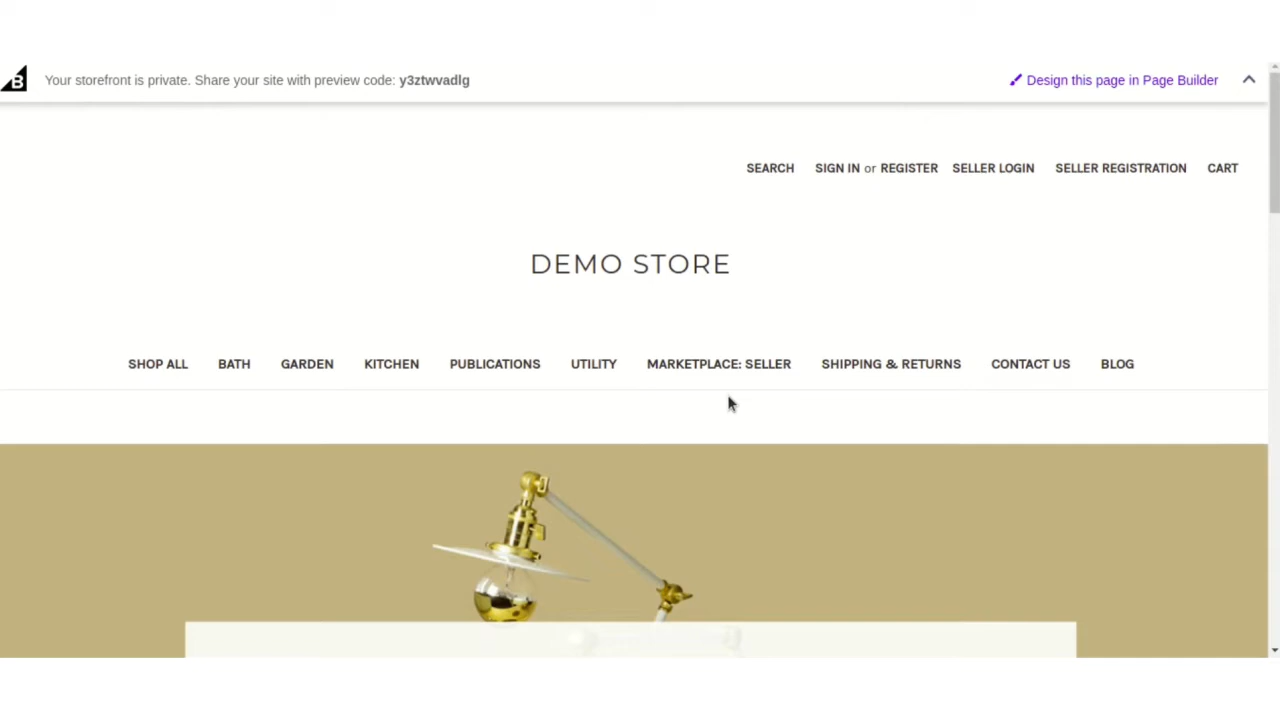 B Your storefront is private. Share your site with preview code: y3ztwvadlg Design this page in Page Builder
SEARCH SIGN IN or REGISTER SELLER LOGIN SELLER REGISTRATION CART
DEMO STORE
SHOP ALL BATH GARDEN KITCHEN PUBLICATIONS UTILITY MARKETPLACE: SELLER SHIPPING & RETURNS CONTACT US BLOG